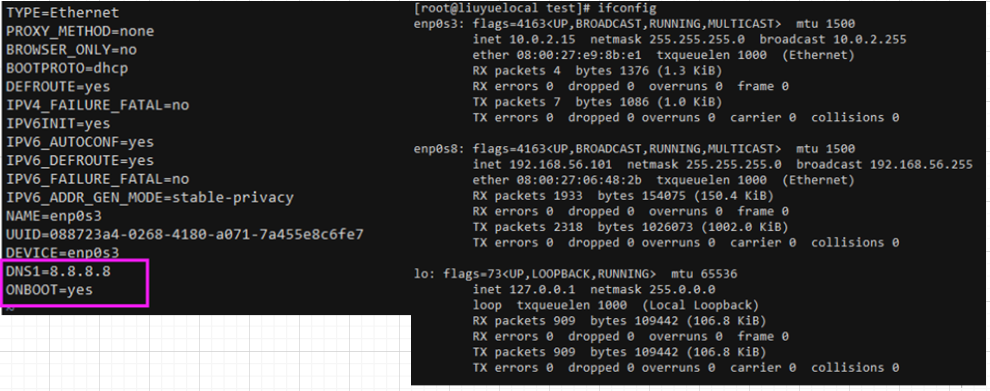 TYPE=Ethernet
PROXY_METHOD=none
BROWSER_ONLY=no
BOOTPROTO=dhcp
DEFROUTE=yes
IPV4_FAILURE_FATAL=no
IPV6INIT=yes
IPV6_AUTOCONF=yes
IPV6_DEFROUTE=yes
IPV6_FAILURE_FATAL=no
IPV6_ADDR_GEN_MODE=stable-privacy
NAME=enp0s3
UUID=088723a4-0268-4180-a071-7a455e8c6fe7
DEVICE=enp0s3
DNS1=8.8.8.8
ONBOOT=yes
~
[root@liuyuelocal test]# ifconfig
enp0s3: flags=4163<UP,BROADCAST,RUNNING,MULTICAST>  mtu 1500
inet 10.0.2.15  netmask 255.255.255.0  broadcast 10.0.2.255
ether 08:00:27:e9:8b:e1  txqueuelen 1000  (Ethernet)
RX packets 4  bytes 1376 (1.3 KiB)
RX errors 0  dropped 0  overruns 0  frame 0
TX packets 7  bytes 1086 (1.0 KiB)
TX errors 0  dropped 0 overruns 0  carrier 0  collisions 0
enp0s8: flags=4163<UP,BROADCAST,RUNNING,MULTICAST>  mtu 1500
inet 192.168.56.101  netmask 255.255.255.0  broadcast 192.168.56.255
ether 08:00:27:06:48:2b  txqueuelen 1000  (Ethernet)
RX packets 1933  bytes 154075 (150.4 KiB)
RX errors 0  dropped 0  overruns 0  frame 0
TX packets 2318  bytes 1026073 (1002.0 KiB)
TX errors 0  dropped 0 overruns 0  carrier 0  collisions 0
lo: flags=73<UP,LOOPBACK,RUNNING>  mtu 65536
inet 127.0.0.1  netmask 255.0.0.0
loop  txqueuelen 1000  (Local Loopback)
RX packets 909  bytes 109442 (106.8 KiB)
RX errors 0  dropped 0  overruns 0  frame 0
TX packets 909  bytes 109442 (106.8 KiB)
TX errors 0  dropped 0 overruns 0  carrier 0  collisions 0